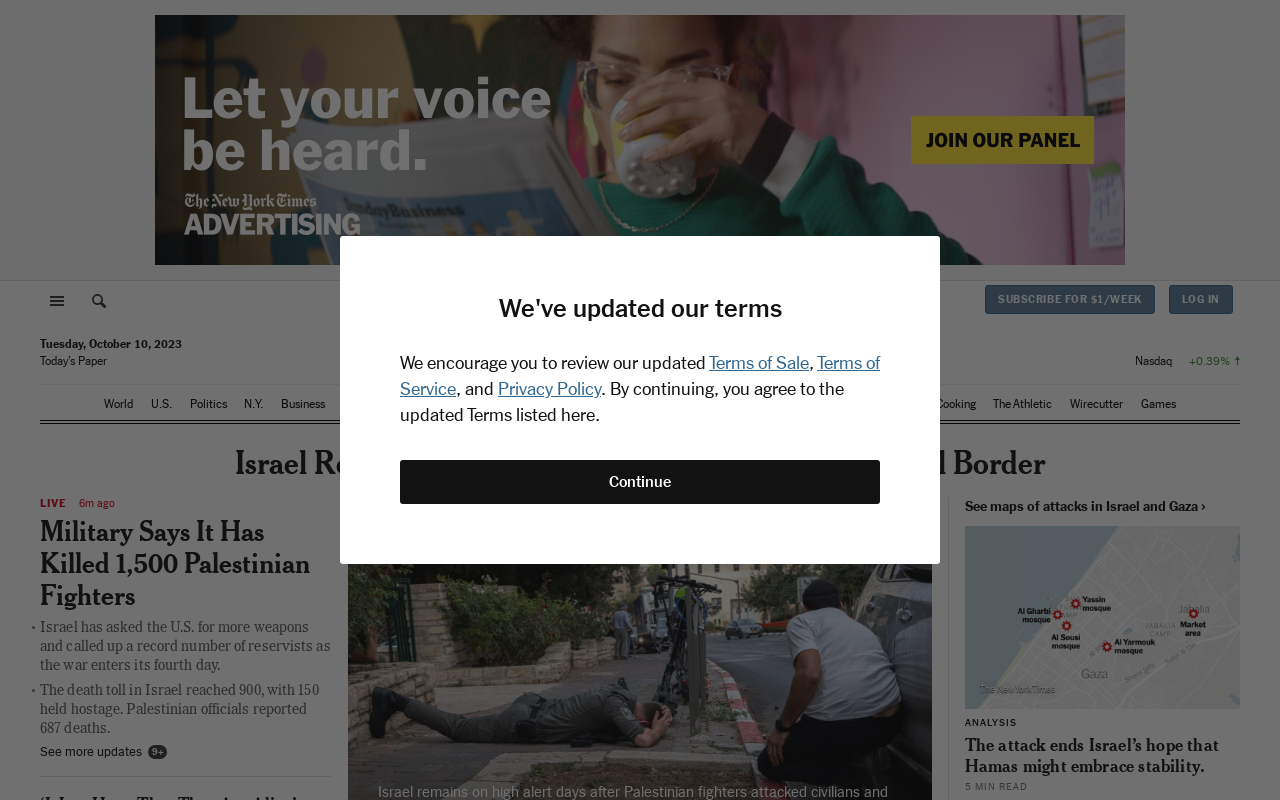 Let your voice
be heard.
The New York Times
ADVERTISING
JOIN OUR PANEL
SundayBusiness
SUBSCRIBE FOR $1/WEEK
LOG IN
Tuesday, October 10, 2023
Today's Paper
Nasdaq +0.39% ↑
World U.S. Politics N.Y. Business
Cooking The Athletic Wirecutter Games
We've updated our terms
We encourage you to review our updated Terms of Sale, Terms of
Service, and Privacy Policy. By continuing, you agree to the
updated Terms listed here.
Continue
Israel
Border
LIVE 6m ago
Military Says It Has
Killed 1,500 Palestinian
Fighters
• Israel has asked the U.S. for more weapons
and called up a record number of reservists as
the war enters its fourth day.
• The death toll in Israel reached 900, with 150
held hostage. Palestinian officials reported
687 deaths.
See more updates 9+
Israel remains on high alert days after Palestinian fighters attacked civilians and
See maps of attacks in Israel and Gaza ›
Yassin
mosque
Al Gharbi
mosque
Al Sousi
mosque
Al Yarmouk
mosque
Jabalia
JABALIA
CAMP
Market
area
Gaza
The New York Times
ANALYSIS
The attack ends Israel's hope that
Hamas might embrace stability.
5 MIN READ